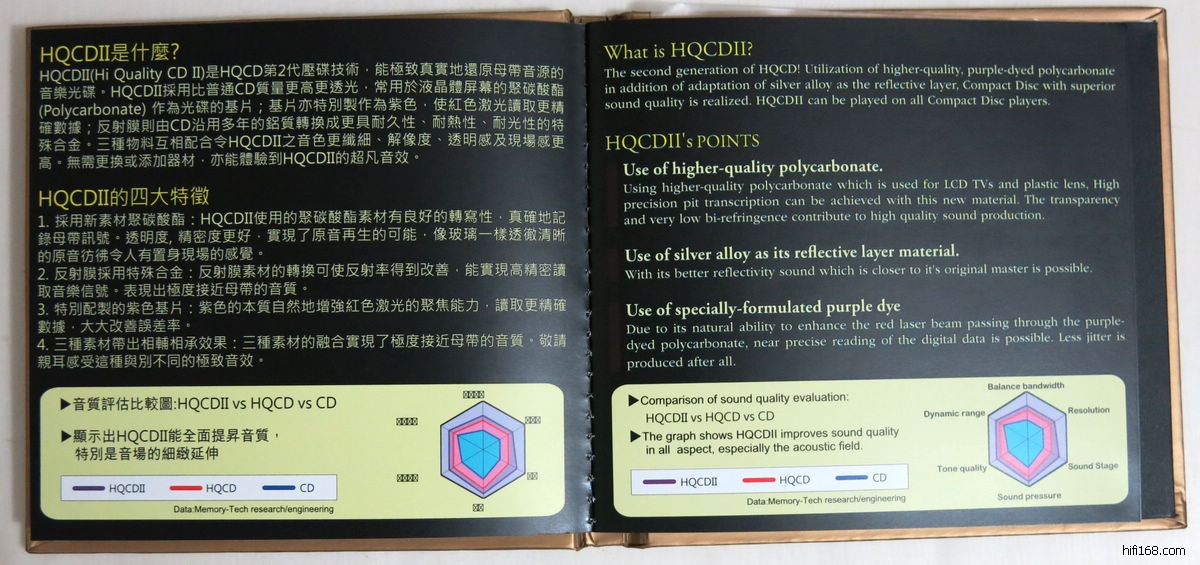 HQCDII是什麼?
HQCDII(Hi Quality CD II)是HQCD第2代壓碟技術，能極致真實地還原母帶音源的
音樂光碟。HQCDII採用比普通CD質量更高更透光，常用於液晶體屏幕的聚碳酸酯
(Polycarbonate) 作為光碟的基片；基片亦特別製作為紫色，使紅色激光讀取更精
確數據；反射膜則由CD沿用多年的鋁質轉換成更具耐久性、耐熱性、耐光性的特
殊合金。三種物料互相配合令HQCDII之音色更纖細、解像度、透明感及現場感更
高。無需更換或添加器材，亦能體驗到HQCDII的超凡音效。
HQCDII的四大特徵
1. 採用新素材聚碳酸酯：HQCDII使用的聚碳酸酯素材有良好的轉寫性，真確地記
錄母帶訊號。透明度, 精密度更好，實現了原音再生的可能，像玻璃一樣透徹清晰
的原音彷彿令人有置身現場的感覺。
2. 反射膜採用特殊合金：反射膜素材的轉換可使反射率得到改善，能實現高精密讀
取音樂信號。表現出極度接近母帶的音質。
3. 特別配製的紫色基片：紫色的本質自然地增強紅色激光的聚焦能力，讀取更精確
數據，大大改善誤差率。
4. 三種素材帶出相輔相承效果：三種素材的融合實現了極度接近母帶的音質。敬請
親耳感受這種與別不同的極致音效。
▶音質評估比較圖:HQCDII vs HQCD vs CD
▶顯示出HQCDII能全面提昇音質，
特別是音場的細緻延伸
HQCDII HQCD CD
Data:Memory-Tech research/engineering
What is HQCDII?
The second generation of HQCD! Utilization of higher-quality, purple-dyed polycarbonate
in addition of adaptation of silver alloy as the reflective layer, Compact Disc with superior
sound quality is realized. HQCDII can be played on all Compact Disc players.
HQCDII's POINTS
Use of higher-quality polycarbonate.
Using higher-quality polycarbonate which is used for LCD TVs and plastic lens, High
precision pit transcription can be achieved with this new material. The transparency
and very low bi-refringence contribute to high quality sound production.
Use of silver alloy as its reflective layer material.
With its better reflectivity sound which is closer to it's original master is possible.
Use of specially-formulated purple dye
Due to its natural ability to enhance the red laser beam passing through the purple-
dyed polycarbonate, near precise reading of the digital data is possible. Less jitter is
produced after all.
▶Comparison of sound quality evaluation:
HQCDII vs HQCD vs CD
▶The graph shows HQCDII improves sound quality
in all aspect, especially the acoustic field.
HQCDII HQCD CD
Data:Memory-Tech research/engineering
Balance bandwidth
Dynamic range
Resolution
Tone quality
Sound Stage
Sound pressure
hifi168.com